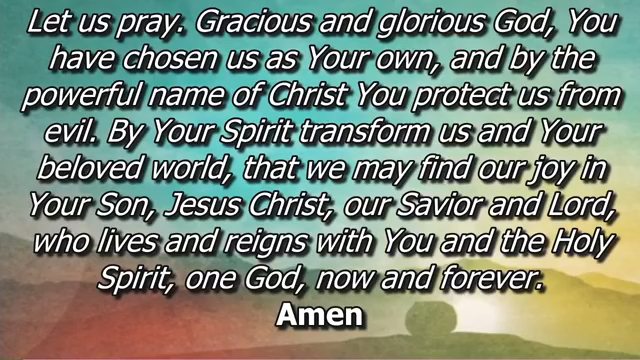 Let us pray. Gracious and glorious God, You
have chosen us as Your own, and by the
powerful name of Christ You protect us from
evil. By Your Spirit transform us and Your
beloved world, that we may find our joy in
Your Son, Jesus Christ, our Savior and Lord,
who lives and reigns with You and the Holy
Spirit, one God, now and forever.
Amen